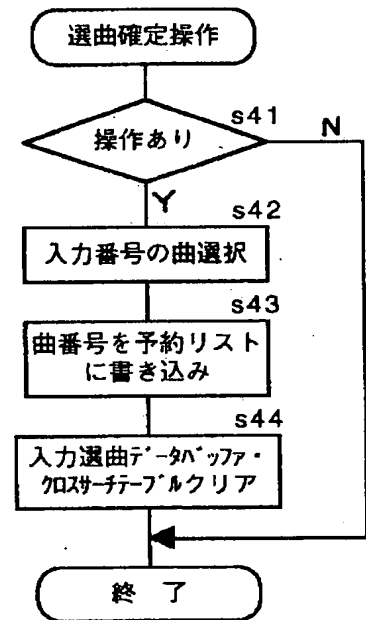 選曲確定操作
s41
操作あり
N
Y
s42
入力番号の曲選択
s43
曲番号を予約リスト
に書き込み
s44
入力選曲ﾃﾞｰﾀﾊﾞｯﾌｧ・
ｸﾛｽｻｰﾁﾃｰﾌﾞﾙクリア
終 了